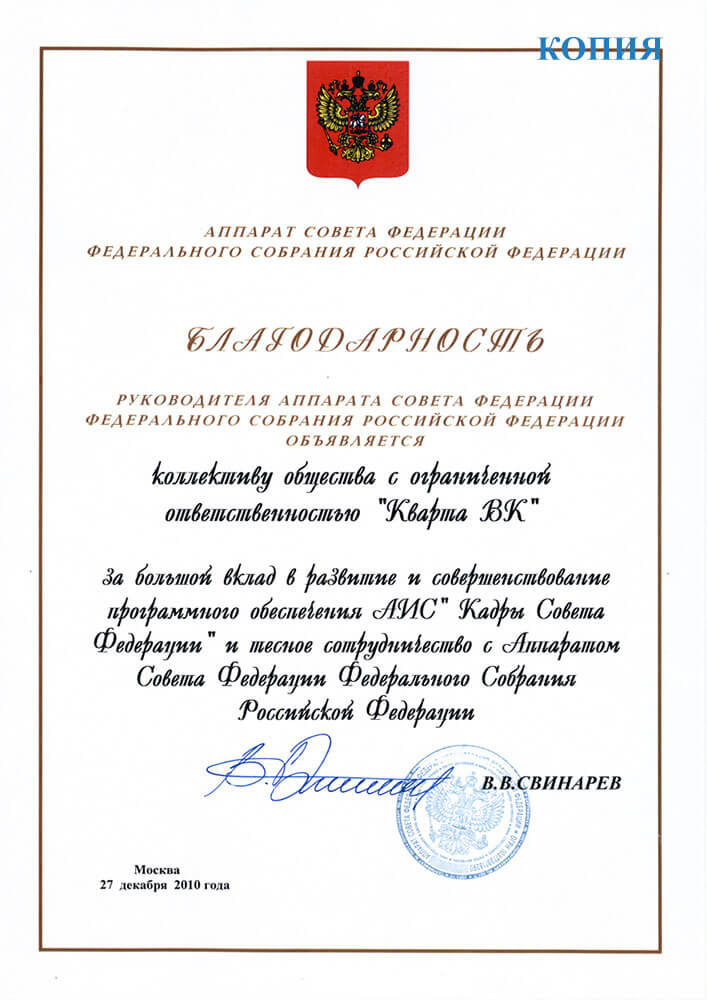 КОПИЯ
АППАРАТ СОВЕТА ФЕДЕРАЦИИ
ФЕДЕРАЛЬНОГО СОБРАНИЯ РОССИЙСКОЙ ФЕДЕРАЦИИ
БЛАГОДАРНОСТЬ
РУКОВОДИТЕЛЯ АППАРАТА СОВЕТА ФЕДЕРАЦИИ
ФЕДЕРАЛЬНОГО СОБРАНИЯ РОССИЙСКОЙ ФЕДЕРАЦИИ
ОБЪЯВЛЯЕТСЯ
коллективу общества с ограниченной
ответственностью "Кварта ВК"
за большой вклад в развитие и совершенствование
программного обеспечения АИС" Кадры Совета
Федерации" и тесное сотрудничество с Аппаратом
Совета Федерации Федерального Собрания
Российской Федерации
В.В.СВИНАРЕВ
Москва
27 декабря 2010 года